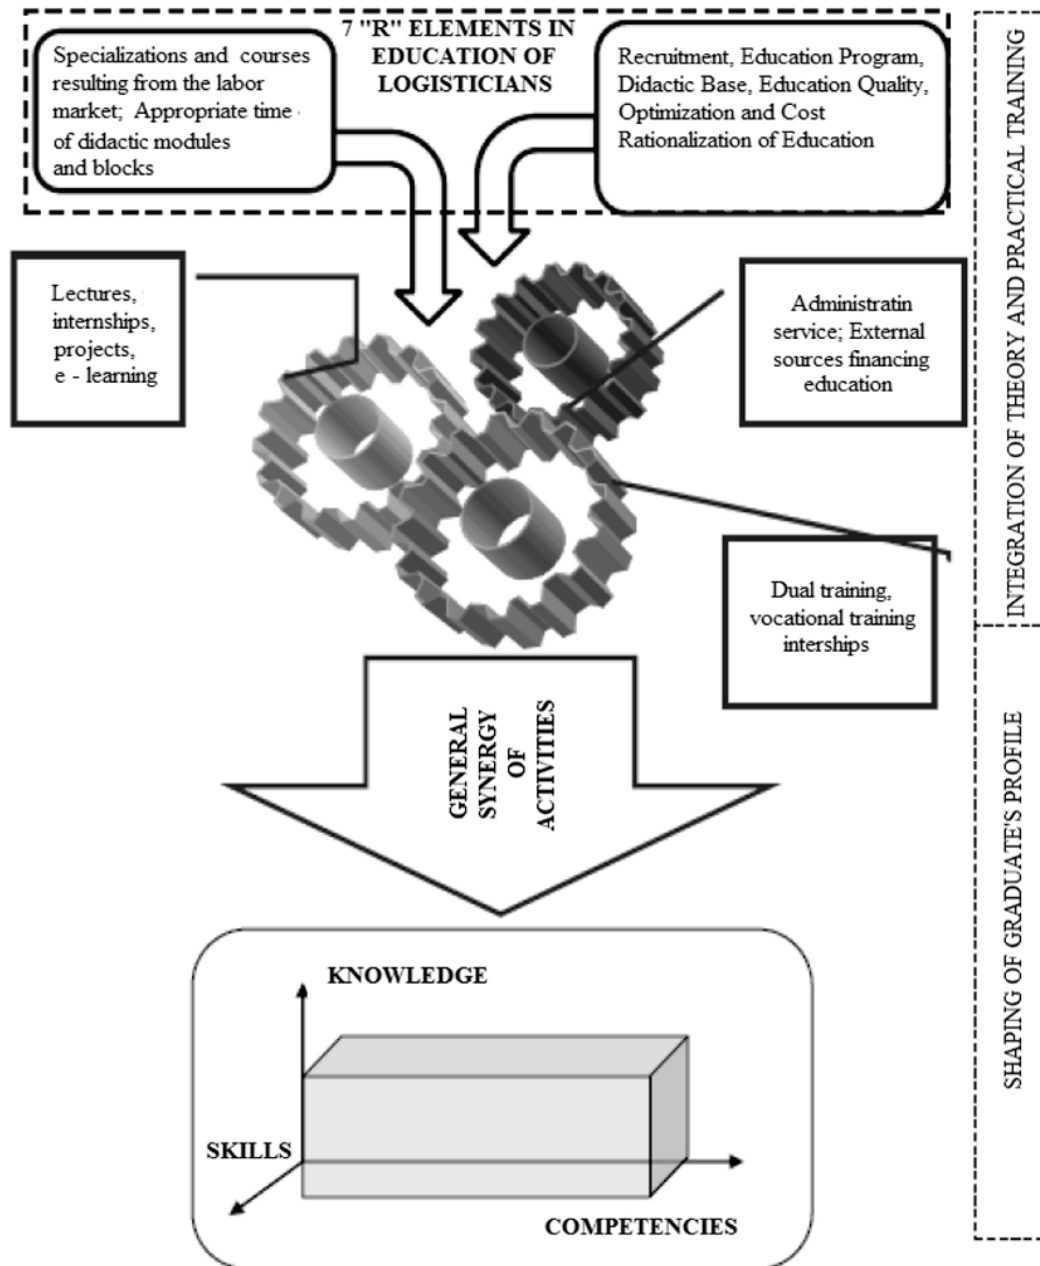 7 "R" ELEMENTS IN
EDUCATION OF
LOGISTICIANS
Specializations and courses
resulting from the labor
market; Appropriate time
of didactic modules
and blocks
Recruitment, Education Program,
Didactic Base, Education Quality,
Optimization and Cost
Rationalization of Education
Lectures,
internships,
projects,
e - learning
Administratin
service; External
sources financing
education
Dual training,
vocational training
interships
GENERAL
SYNERGY
OF
ACTIVITIES
KNOWLEDGE
SKILLS
COMPETENCIES
INTEGRATION OF THEORY AND PRACTICAL TRAINING
SHAPING OF GRADUATE'S PROFILE